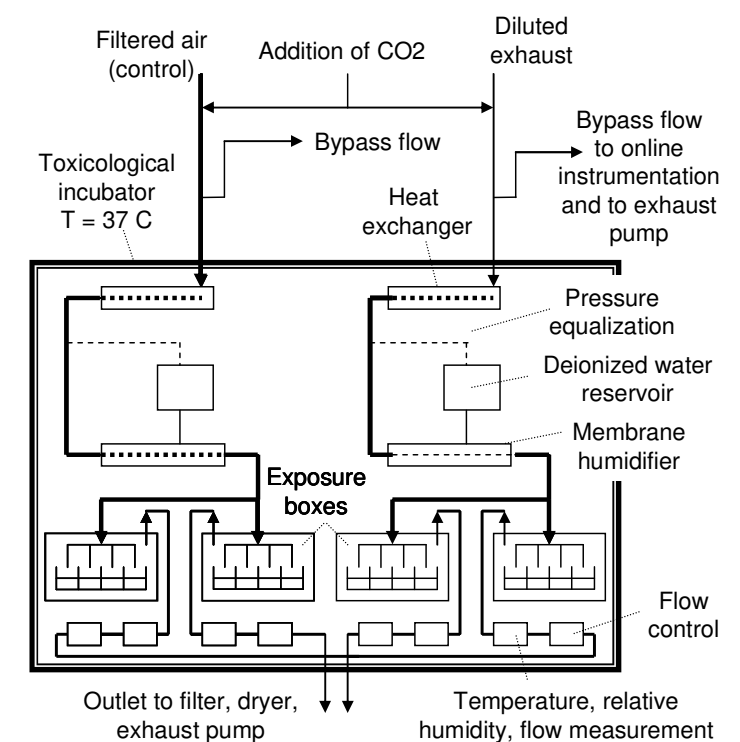 Filtered air
(control)
Addition of CO2
Diluted
exhaust
Bypass flow
Bypass flow
to online
instrumentation
and to exhaust
pump
Toxicological
incubator
T = 37 C
Heat
exchanger
Pressure
equalization
Deionized water
reservoir
Membrane
humidifier
Exposure
boxes
Flow
control
Outlet to filter, dryer,
exhaust pump
Temperature, relative
humidity, flow measurement